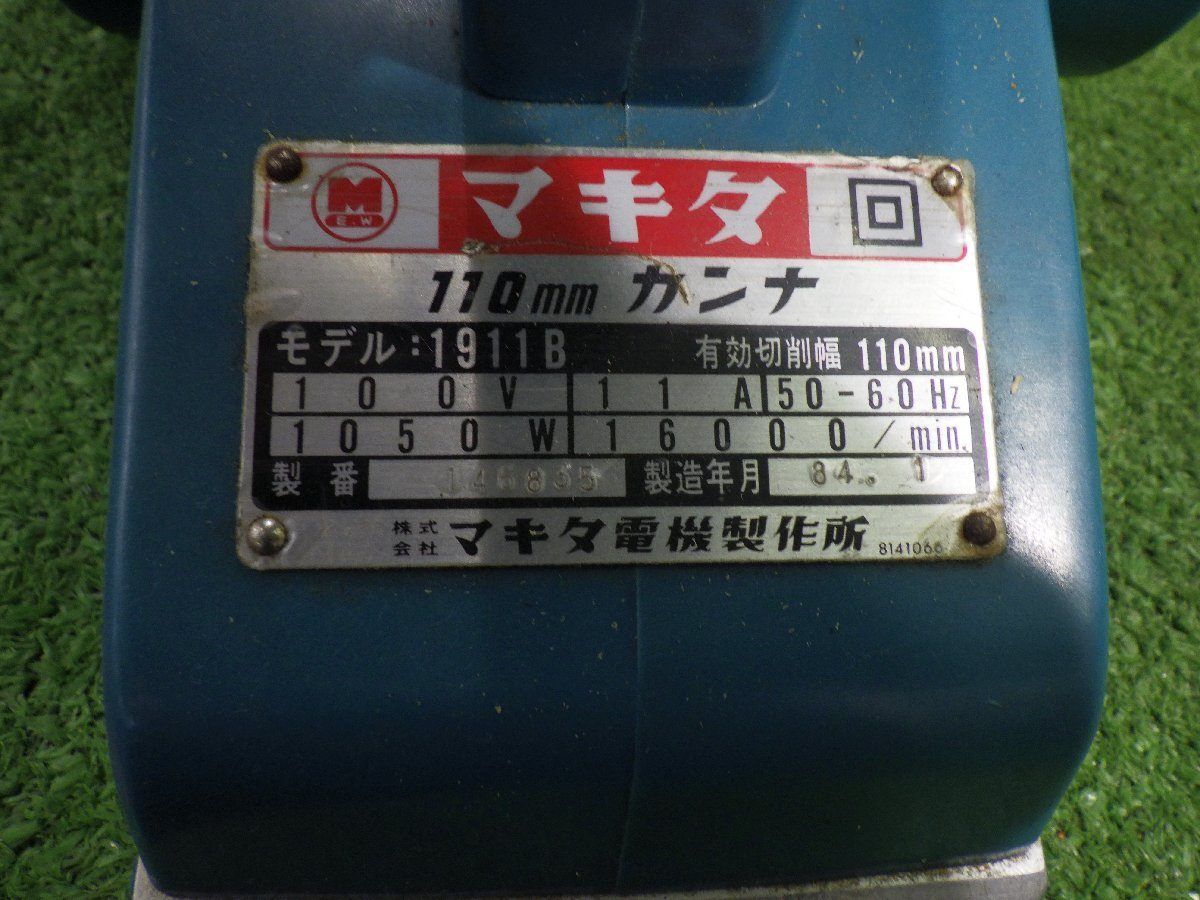 M E.W マキタ
110mm カンナ
モデル:1911B 有効切削幅 110mm
100V 11A 50-60Hz
1050W 16000/min.
製番 145835 製造年月 84. 1
株式会社 マキタ電機製作所 814106